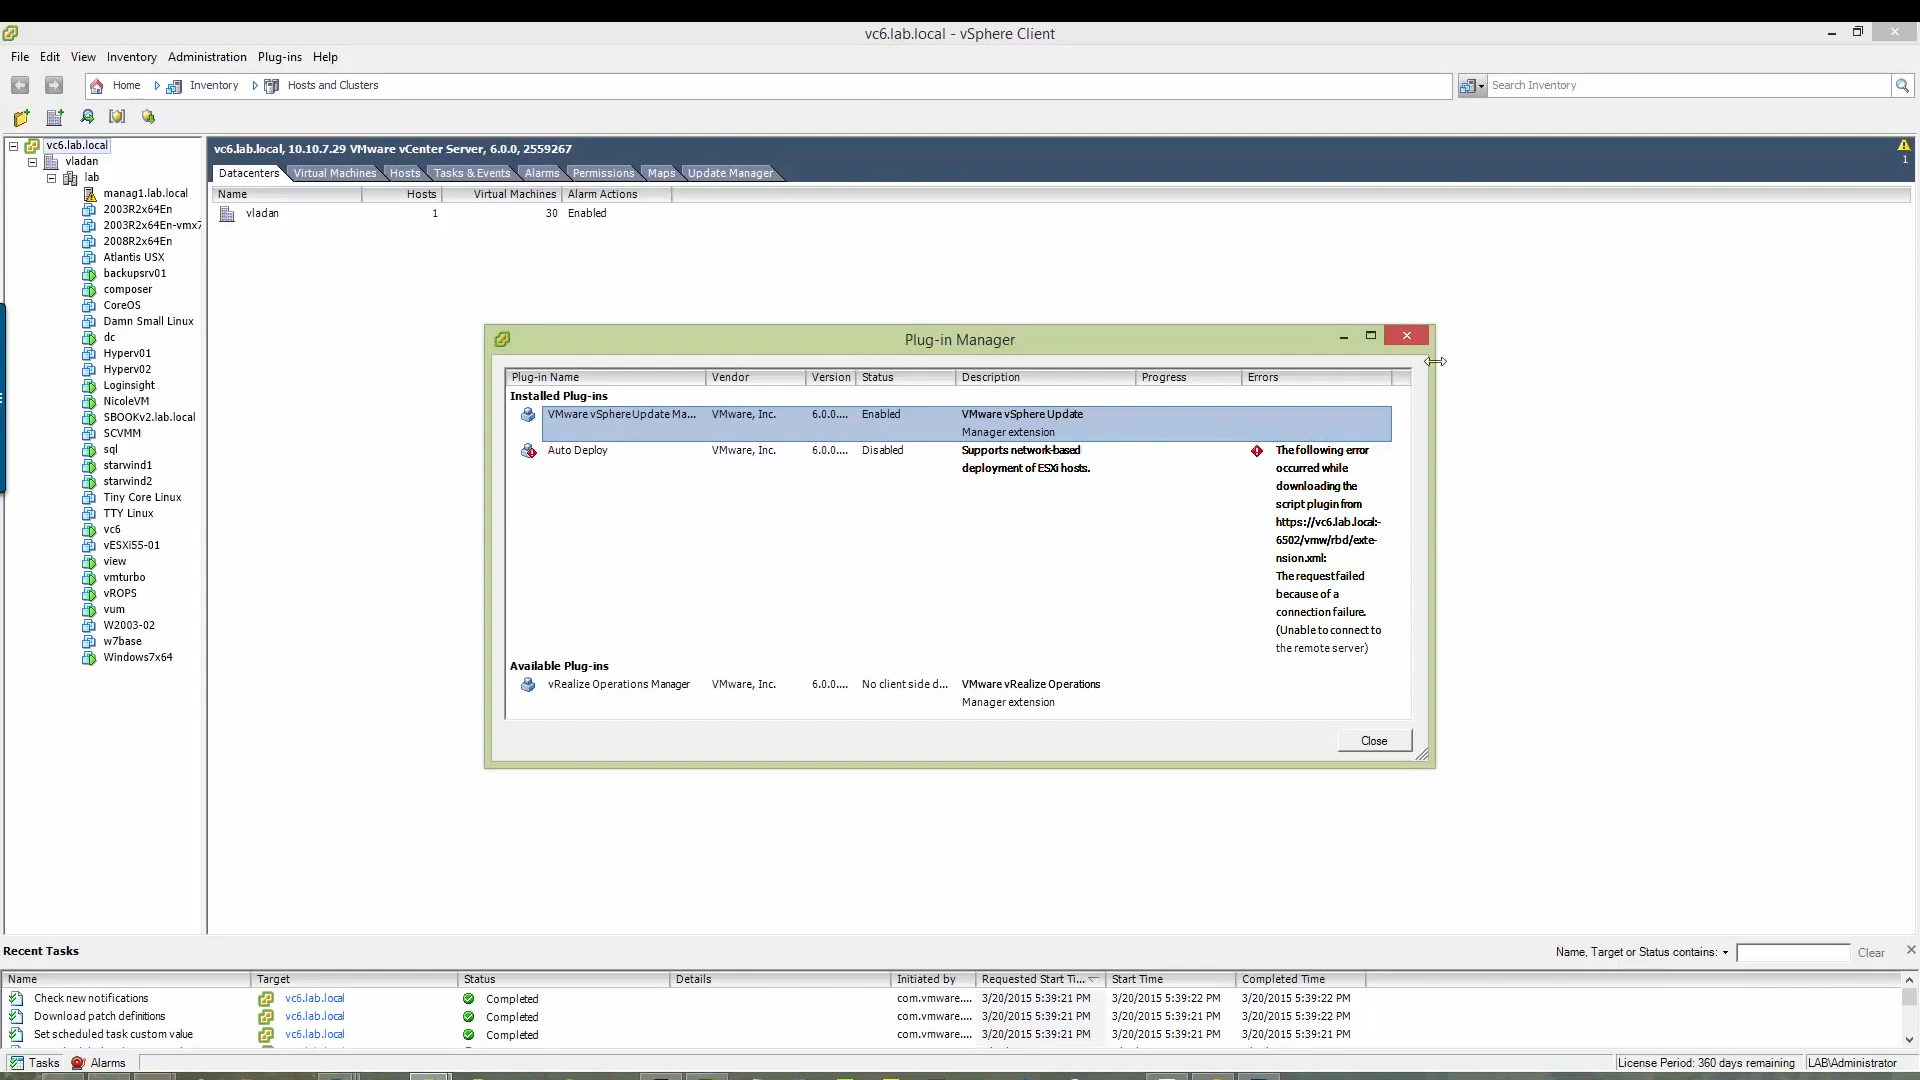 vc6.lab.local - vSphere Client
File Edit View Inventory Administration Plug-ins Help
Home Inventory Hosts and Clusters
Search Inventory
vc6.lab.local
vladan
lab
manag1.lab.local
2003R2x64En
2003R2x64En-vmx7
2008R2x64En
Atlantis USX
backupsrv01
composer
CoreOS
Damn Small Linux
dc
Hyperv01
Hyperv02
Loginsight
NicoleVM
SBOOKv2.lab.local
SCVMM
sql
starwind1
starwind2
Tiny Core Linux
TTY Linux
vc6
vESXi55-01
view
vmturbo
vROPS
vum
W2003-02
w7base
Windows7x64
vc6.lab.local, 10.10.7.29 VMware vCenter Server, 6.0.0, 2559267
1
Datacenters Virtual Machines Hosts Tasks & Events Alarms Permissions Maps Update Manager
Name Hosts Virtual Machines Alarm Actions
vladan 1 30 Enabled
Plug-in Manager
Plug-in Name Vendor Version Status Description Progress Errors
Installed Plug-ins
VMware vSphere Update Ma... VMware, Inc. 6.0.0.... Enabled VMware vSphere Update
Manager extension
Auto Deploy VMware, Inc. 6.0.0.... Disabled Supports network-based
deployment of ESXi hosts.
The following error
occurred while
downloading the
script plugin from
https://vc6.lab.local:-
6502/vmw/rbd/exte-
nsion.xml:
The request failed
because of a
connection failure.
(Unable to connect to
the remote server)
Available Plug-ins
vRealize Operations Manager VMware, Inc. 6.0.0.... No client side d... VMware vRealize Operations
Manager extension
Close
Recent Tasks
Name, Target or Status contains: Clear
Name Target Status Details Initiated by Requested Start Ti... Start Time Completed Time
Check new notifications vc6.lab.local Completed com.vmware.... 3/20/2015 5:39:21 PM 3/20/2015 5:39:22 PM 3/20/2015 5:39:22 PM
Download patch definitions vc6.lab.local Completed com.vmware.... 3/20/2015 5:39:21 PM 3/20/2015 5:39:21 PM 3/20/2015 5:39:22 PM
Set scheduled task custom value vc6.lab.local Completed com.vmware.... 3/20/2015 5:39:21 PM 3/20/2015 5:39:21 PM 3/20/2015 5:39:21 PM
Tasks Alarms
License Period: 360 days remaining LAB\Administrator